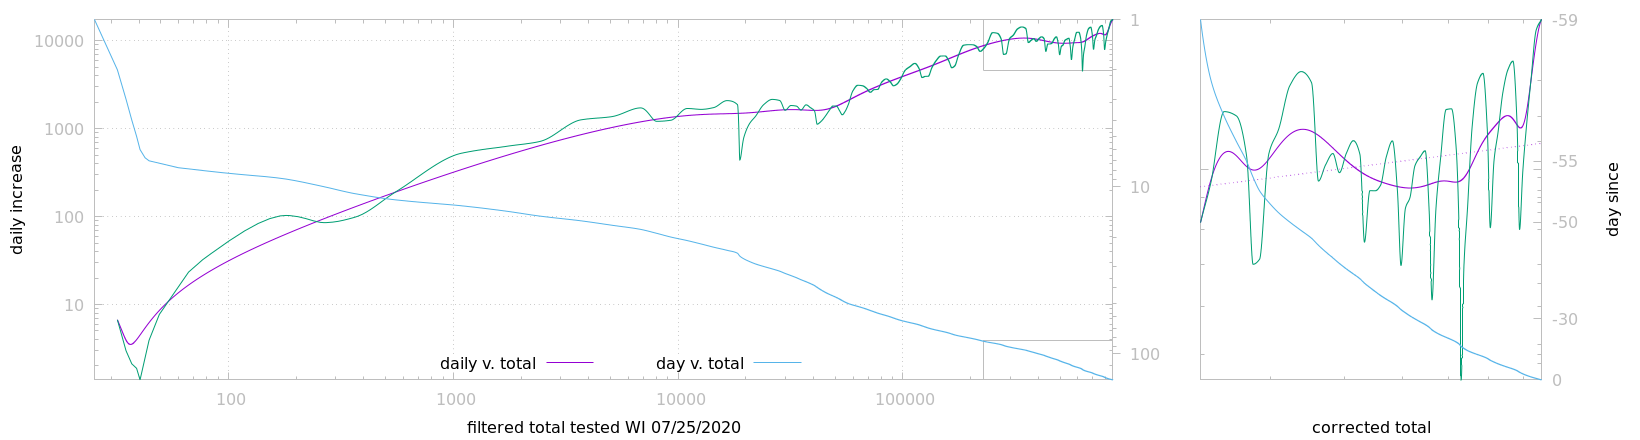 daily increase
10000
1000
100
10
100
1000
10000
100000
filtered total tested WI 07/25/2020
daily v. total
day v. total
1
10
100
-59
-55
-50
-30
0
day since
corrected total